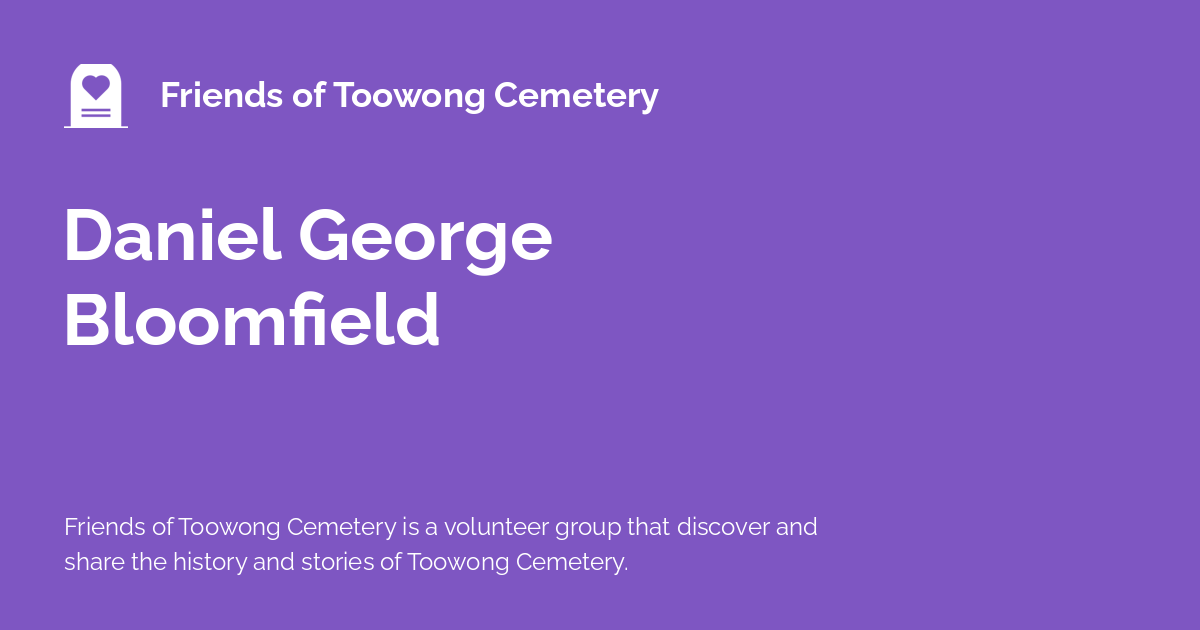 Friends of Toowong Cemetery
Daniel George
Bloomfield
Friends of Toowong Cemetery is a volunteer group that discover and
share the history and stories of Toowong Cemetery.